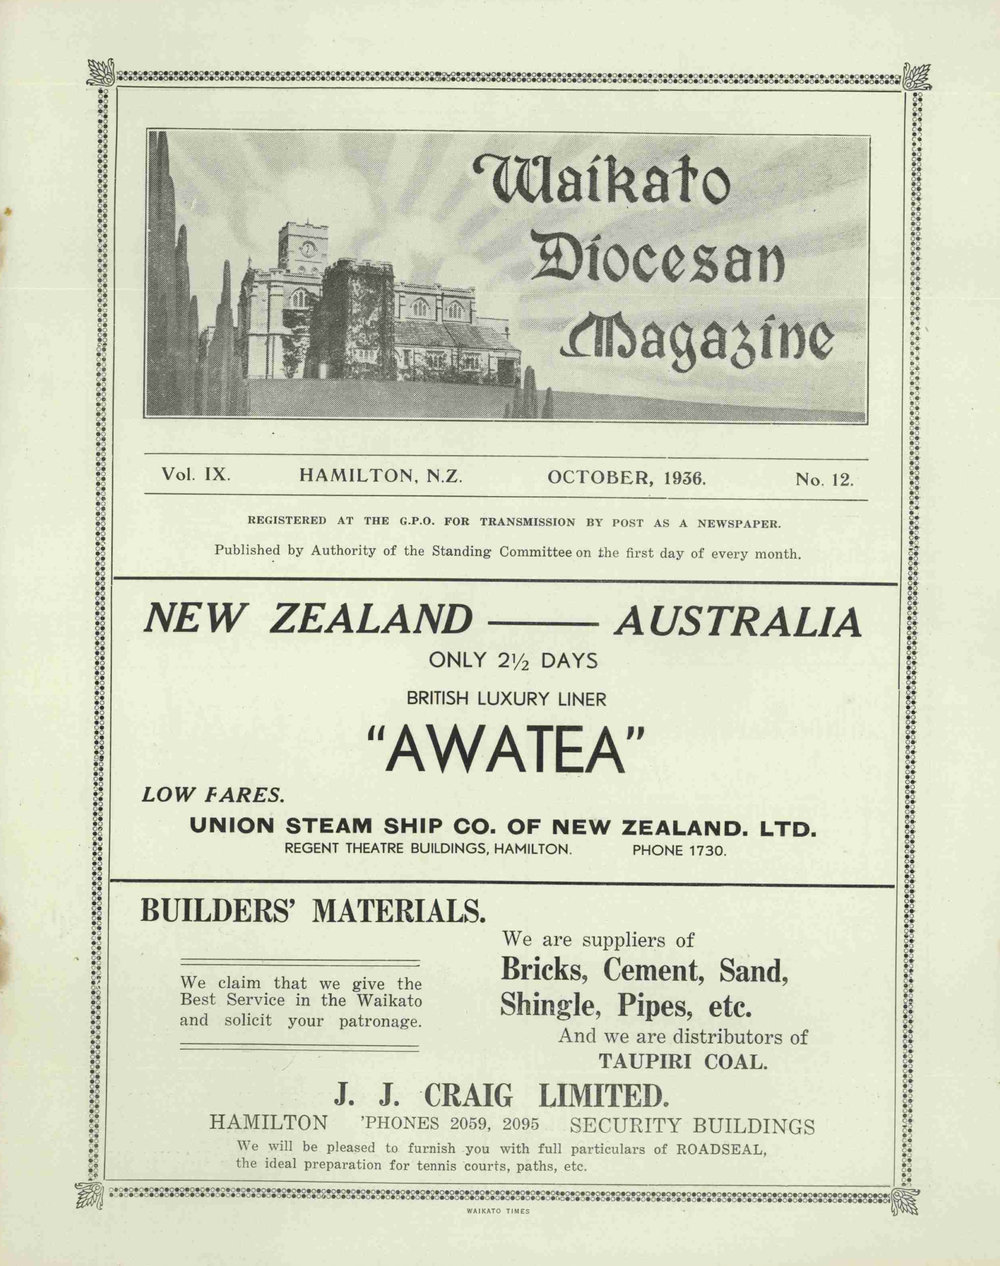 Waikato
Diocesan
Magazine
Vol. IX. HAMILTON, N.Z. OCTOBER, 1936. No. 12.
REGISTERED AT THE G.P.O. FOR TRANSMISSION BY POST AS A NEWSPAPER.
Published by Authority of the Standing Committee on the first day of every month.
NEW ZEALAND —— AUSTRALIA
ONLY 2½ DAYS
BRITISH LUXURY LINER
“AWATEA”
LOW FARES.
UNION STEAM SHIP CO. OF NEW ZEALAND. LTD.
REGENT THEATRE BUILDINGS, HAMILTON. PHONE 1730.
BUILDERS’ MATERIALS.
We claim that we give the
Best Service in the Waikato
and solicit your patronage.
We are suppliers of
Bricks, Cement, Sand,
Shingle, Pipes, etc.
And we are distributors of
TAUPIRI COAL.
J. J. CRAIG LIMITED.
HAMILTON ’PHONES 2059, 2095 SECURITY BUILDINGS
We will be pleased to furnish you with full particulars of ROADSEAL,
the ideal preparation for tennis courts, paths, etc.
WAIKATO TIMES